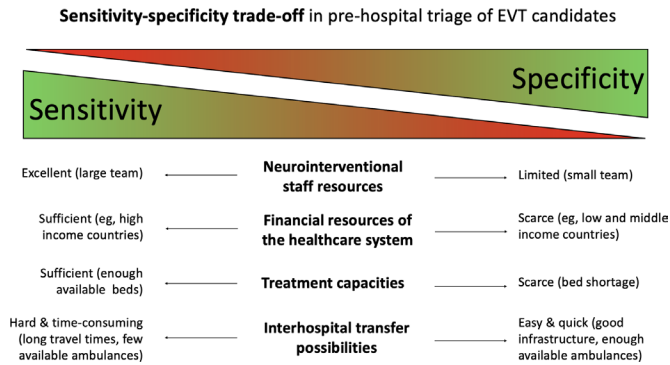 Sensitivity-specificity trade-off in pre-hospital triage of EVT candidates
Specificity
Sensitivity
Excellent (large team)
Neurointerventional
staff resources
Limited (small team)
Sufficient (eg, high
income countries)
Financial resources of
the healthcare system
Scarce (eg, low and middle
income countries)
Sufficient (enough
available beds)
Treatment capacities
Scarce (bed shortage)
Hard & time-consuming
(long travel times, few
available ambulances)
Interhospital transfer
possibilities
Easy & quick (good
infrastructure, enough
available ambulances)